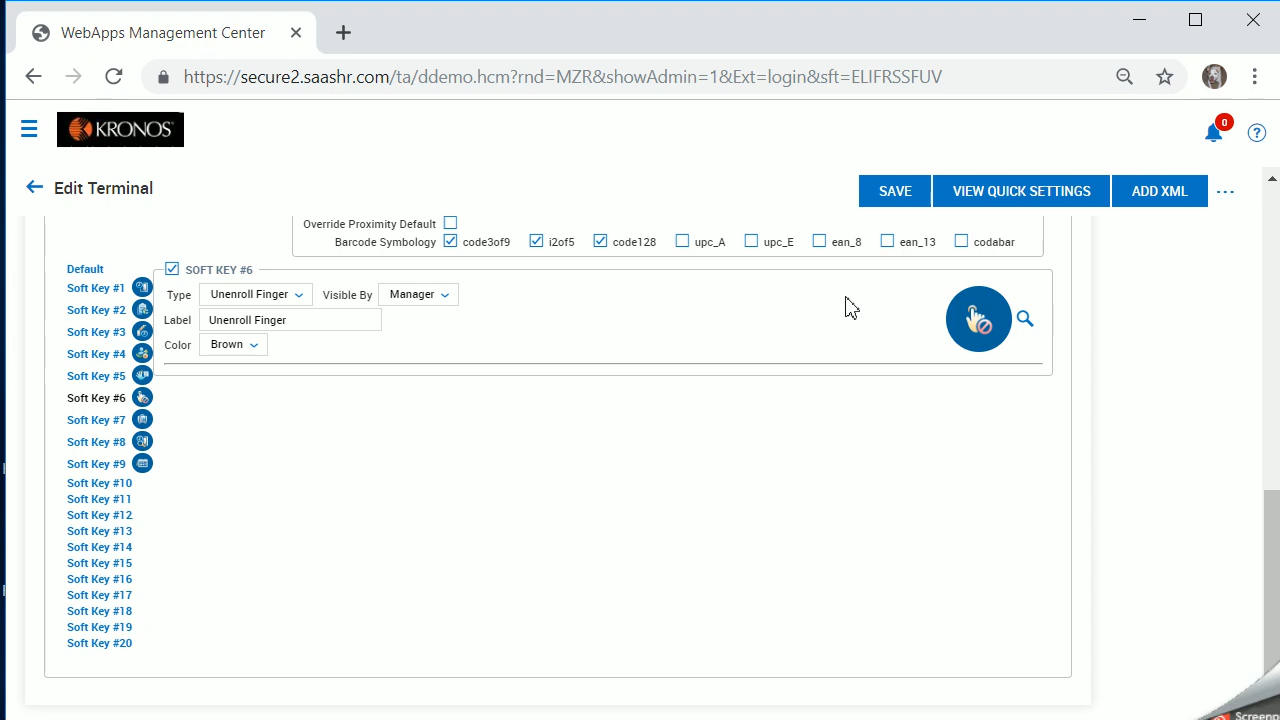 WebApps Management Center
https://secure2.saashr.com/ta/ddemo.hcm?rnd=MZR&showAdmin=1&Ext=login&sft=ELIFRSSFUV
KRONOS
0
Edit Terminal
SAVE
VIEW QUICK SETTINGS
ADD XML
Override Proximity Default
Barcode Symbology code3of9 i2of5 code128 upc_A upc_E ean_8 ean_13 codabar
Default
Soft Key #1
Soft Key #2
Soft Key #3
Soft Key #4
Soft Key #5
Soft Key #6
Soft Key #7
Soft Key #8
Soft Key #9
Soft Key #10
Soft Key #11
Soft Key #12
Soft Key #13
Soft Key #14
Soft Key #15
Soft Key #16
Soft Key #17
Soft Key #18
Soft Key #19
Soft Key #20
SOFT KEY #6
Type Unenroll Finger Visible By Manager
Label Unenroll Finger
Color Brown